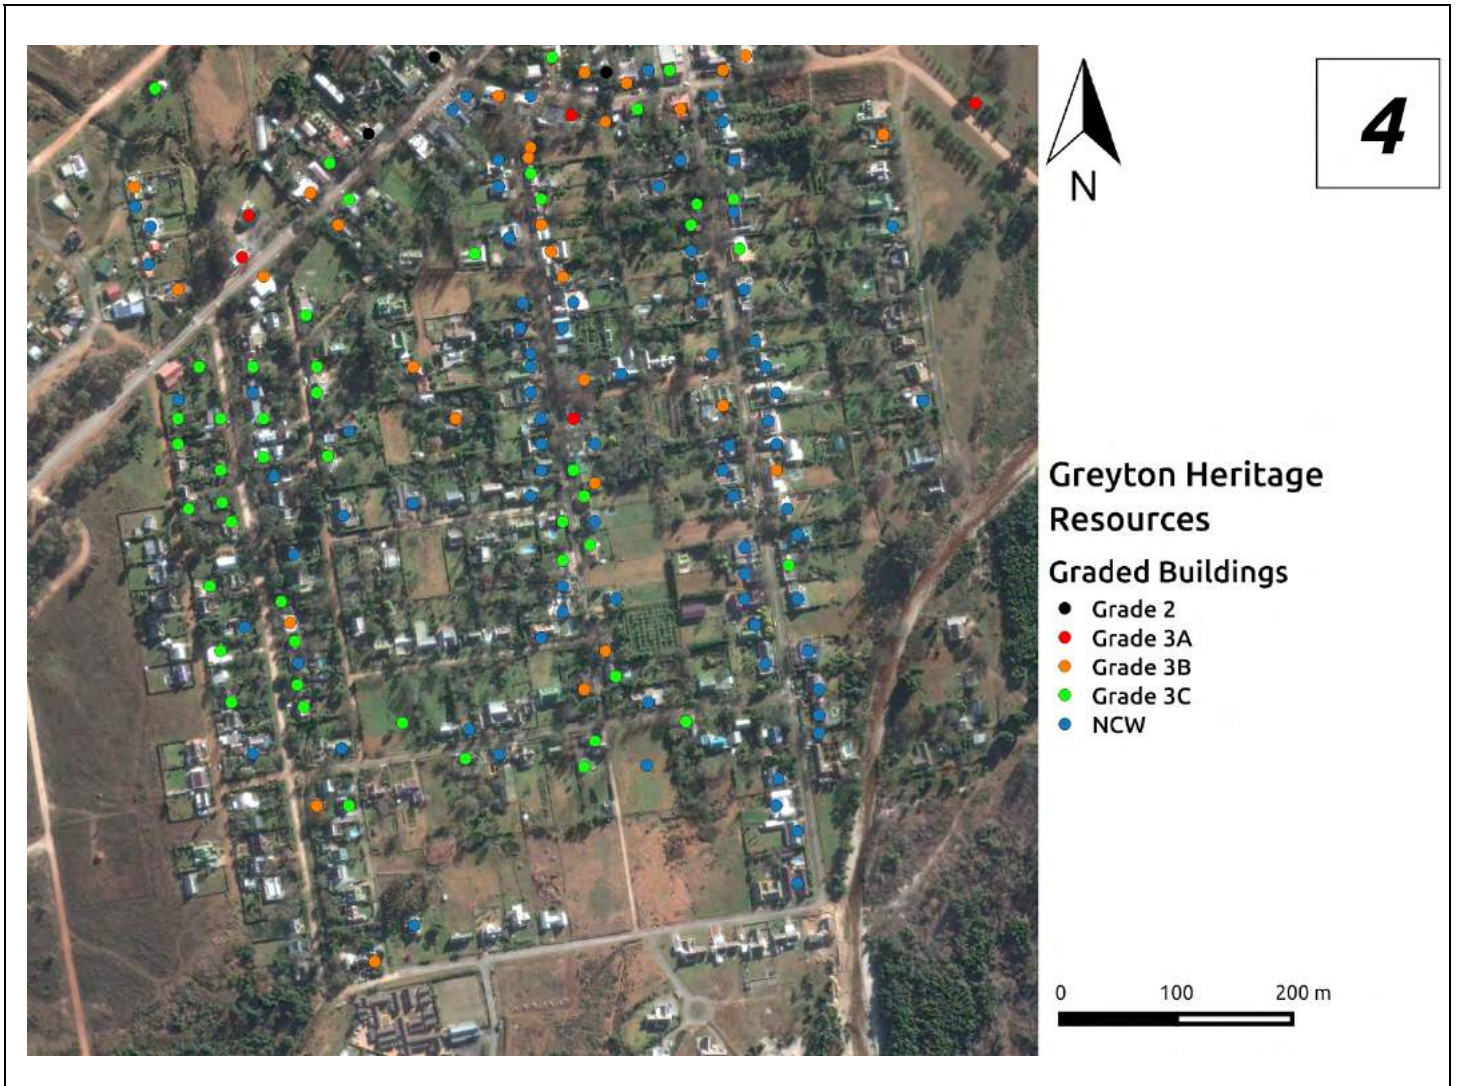 4
N
Greyton Heritage
Resources
Graded Buildings
Grade 2
Grade 3A
Grade 3B
Grade 3C
NCW
0 100 200 m